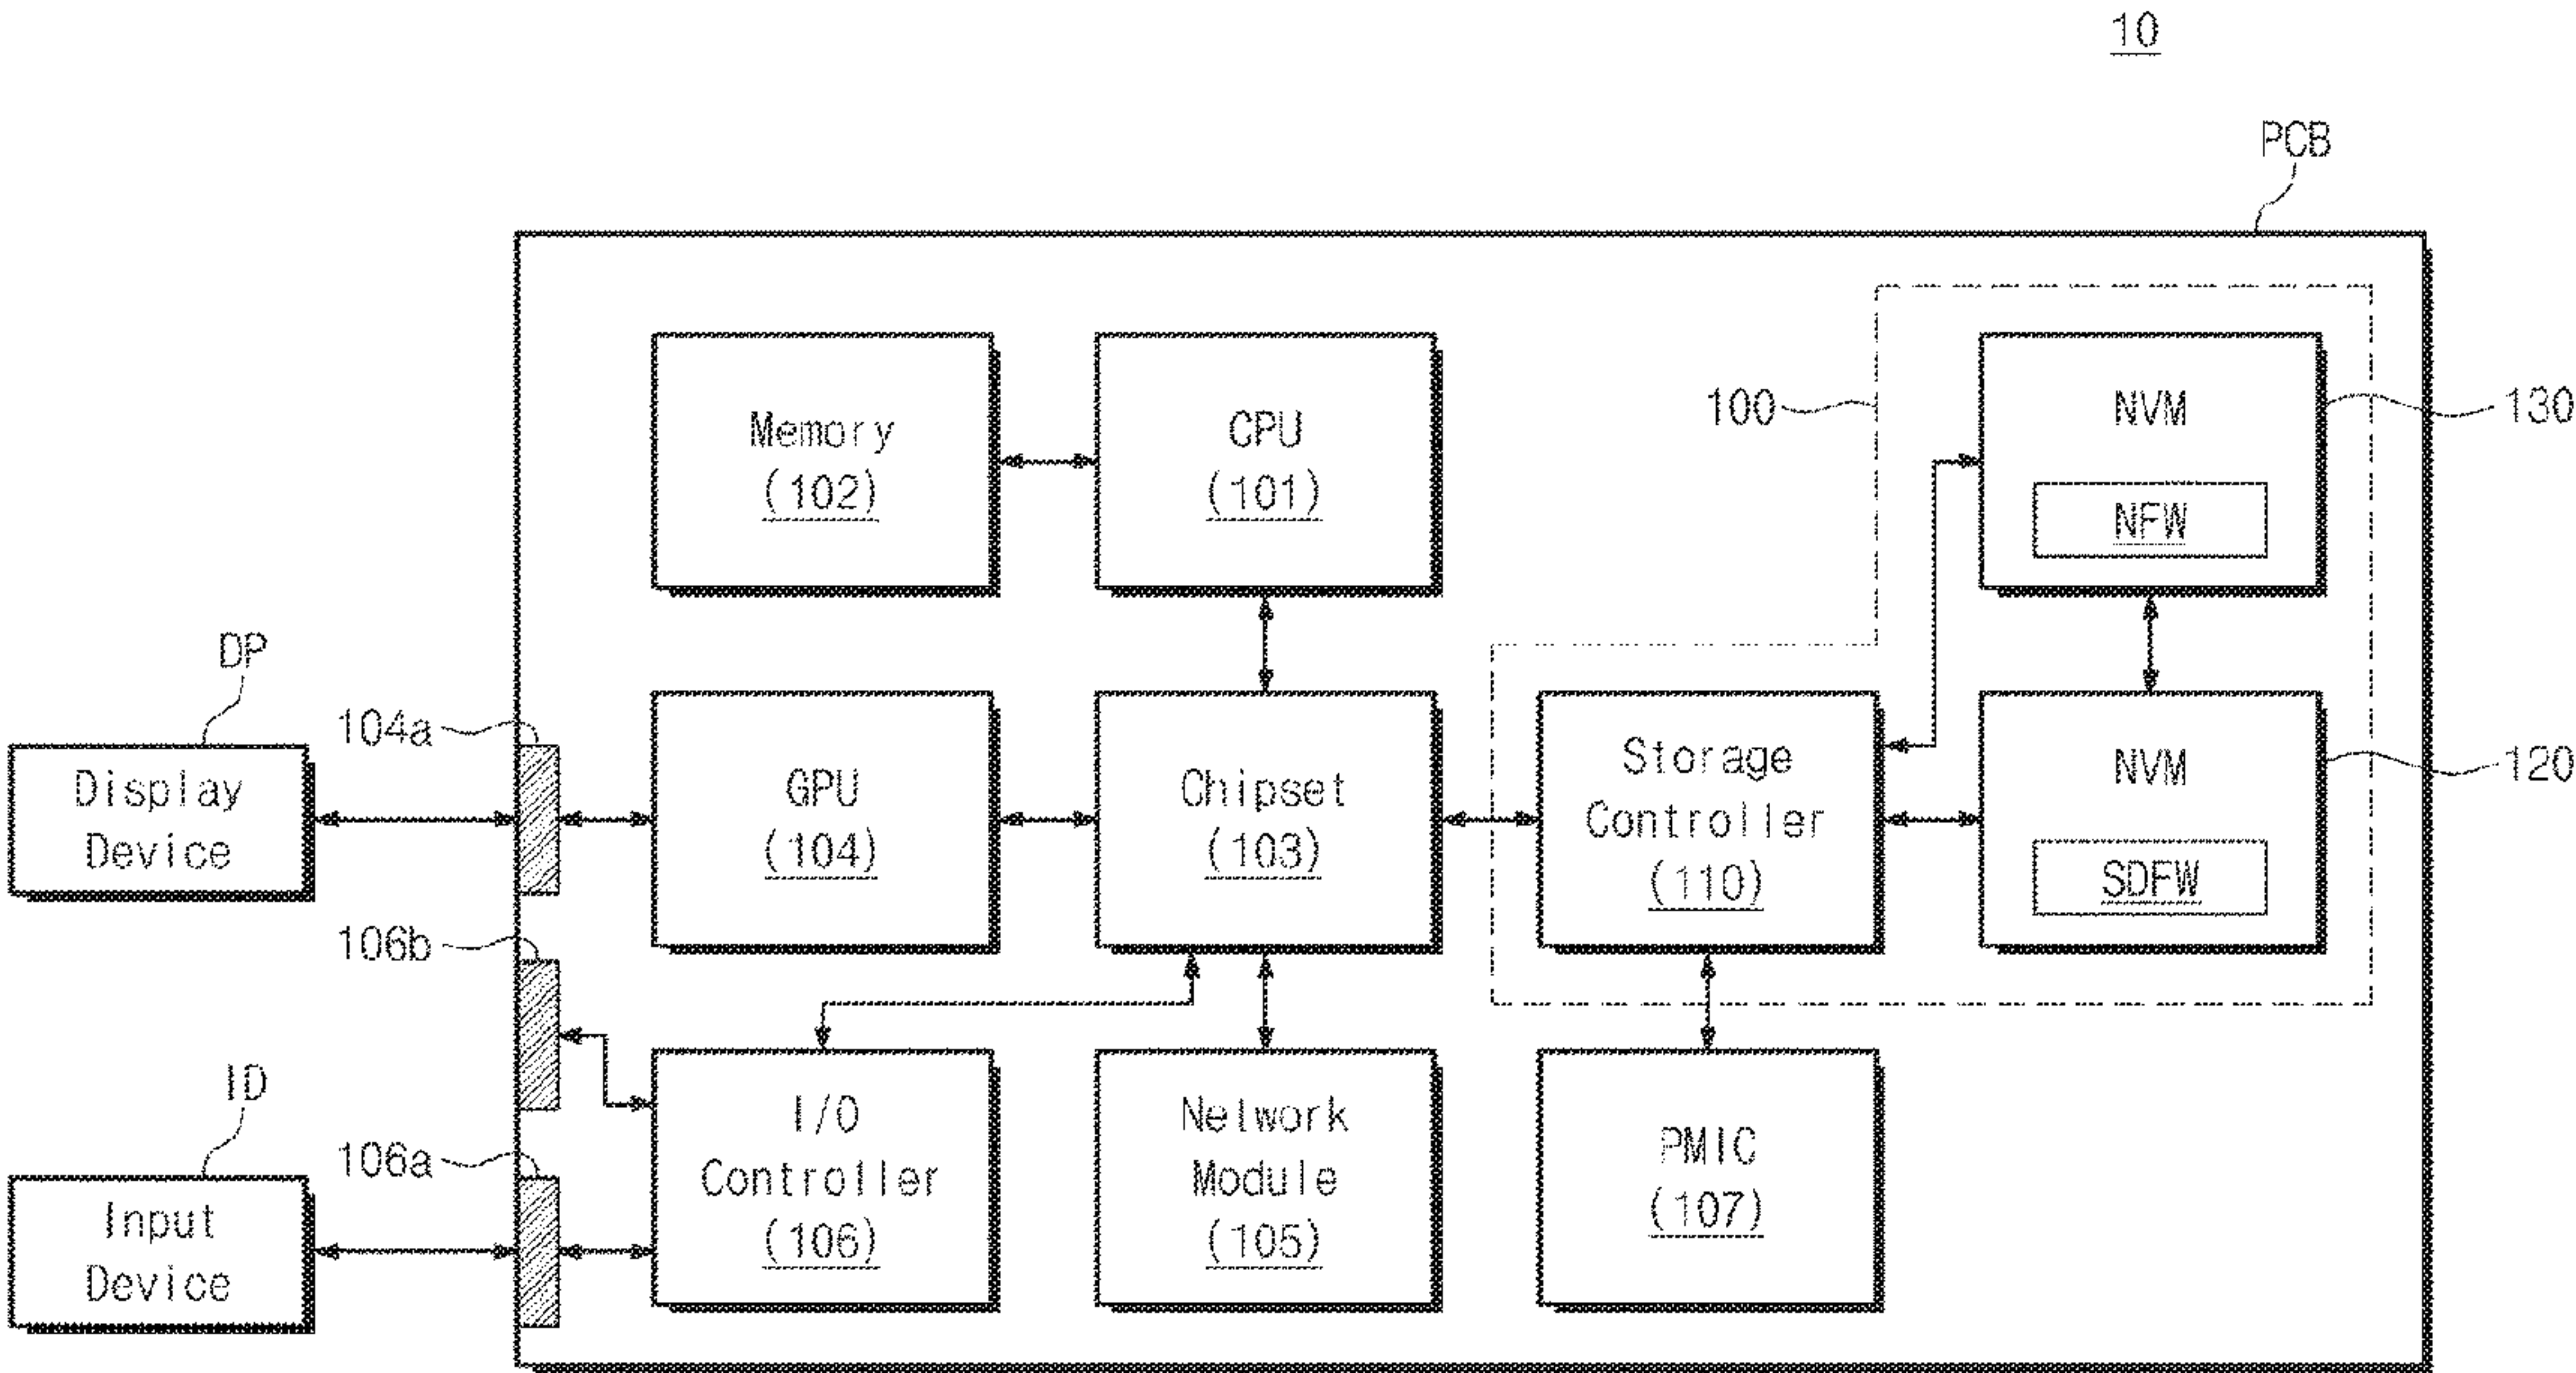 10
PCB
Memory
(102)
CPU
(101)
100
NVM
NFW
130
DP
104a
Display
Device
GPU
(104)
Chipset
(103)
Storage
Controller
(110)
NVM
SDFW
120
106b
ID
106a
Input
Device
I/O
Controller
(106)
Network
Module
(105)
PMIC
(107)